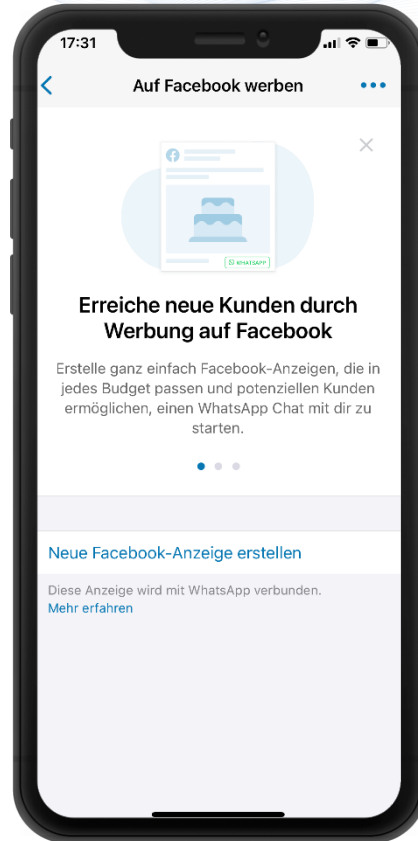 17:31
Auf Facebook werben
WHATSAPP
Erreiche neue Kunden durch
Werbung auf Facebook
Erstelle ganz einfach Facebook-Anzeigen, die in
jedes Budget passen und potenziellen Kunden
ermöglichen, einen WhatsApp Chat mit dir zu
starten.
Neue Facebook-Anzeige erstellen
Diese Anzeige wird mit WhatsApp verbunden.
Mehr erfahren